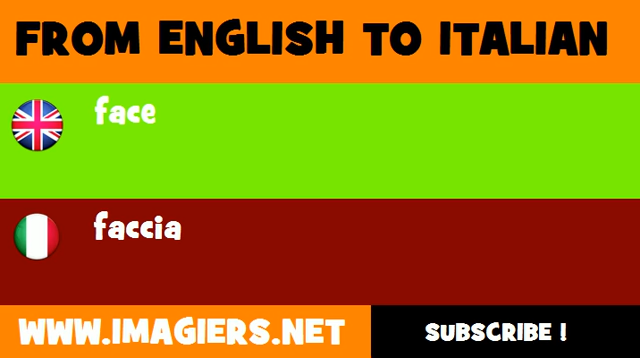 FROM ENGLISH TO ITALIAN
face
faccia
WWW.IMAGIERS.NET
SUBSCRIBE !